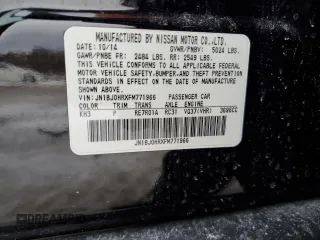 MANUFACTURED BY NISSAN MOTOR CO.,LTD.
DATE: 10/14 GVWR/PNBV: 5024 LBS.
GAWR/PNBE FR: 2484 LBS. RR: 2549 LBS.
THIS VEHICLE CONFORMS TO ALL APPLICABLE FEDERAL
MOTOR VEHICLE SAFETY,BUMPER,AND THEFT
PREVENTION STANDARDS IN EFFECT ON THE DATE OF
MANUFACTURE SHOWN ABOVE.
VIN: JN1BJ0HRXFM771966 PASSENGER CAR
COLOR TRIM TRANS AXLE ENGINE
KH3 P RE7R01A RC31 VQ37(VHR) 3696CC
JN1BJ0HRXFM771966